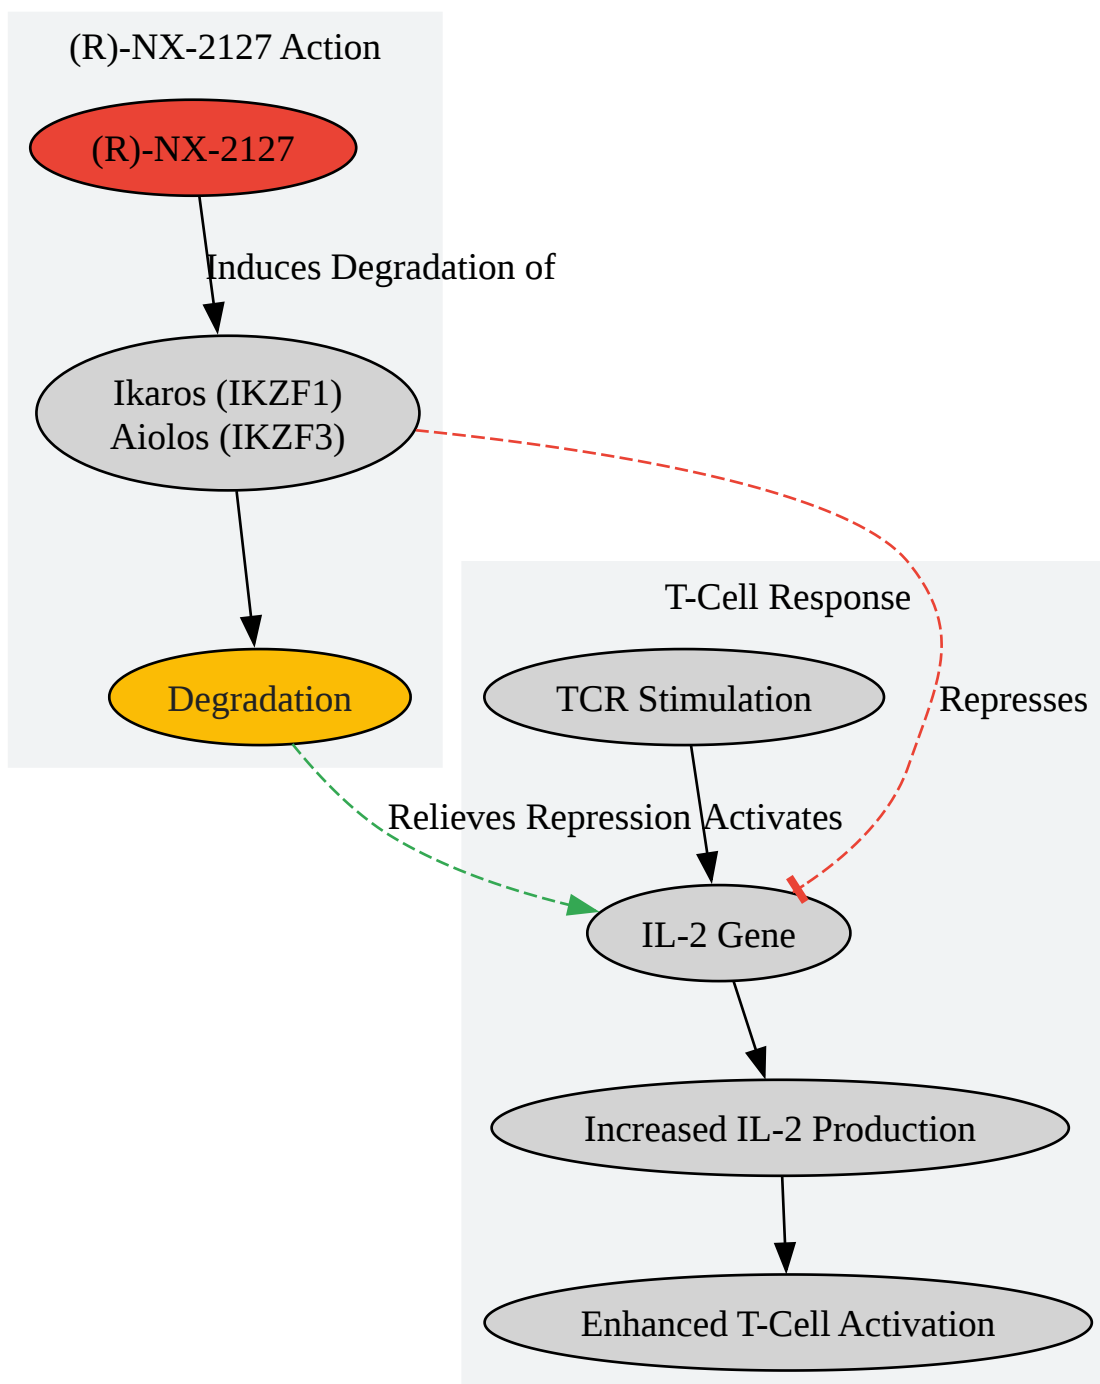 (R)-NX-2127 Action
(R)-NX-2127
Induces Degradation of
Ikaros (IKZF1)
Aiolos (IKZF3)
Degradation
Relieves Repression
T-Cell Response
TCR Stimulation
Represses
Activates
IL-2 Gene
Increased IL-2 Production
Enhanced T-Cell Activation